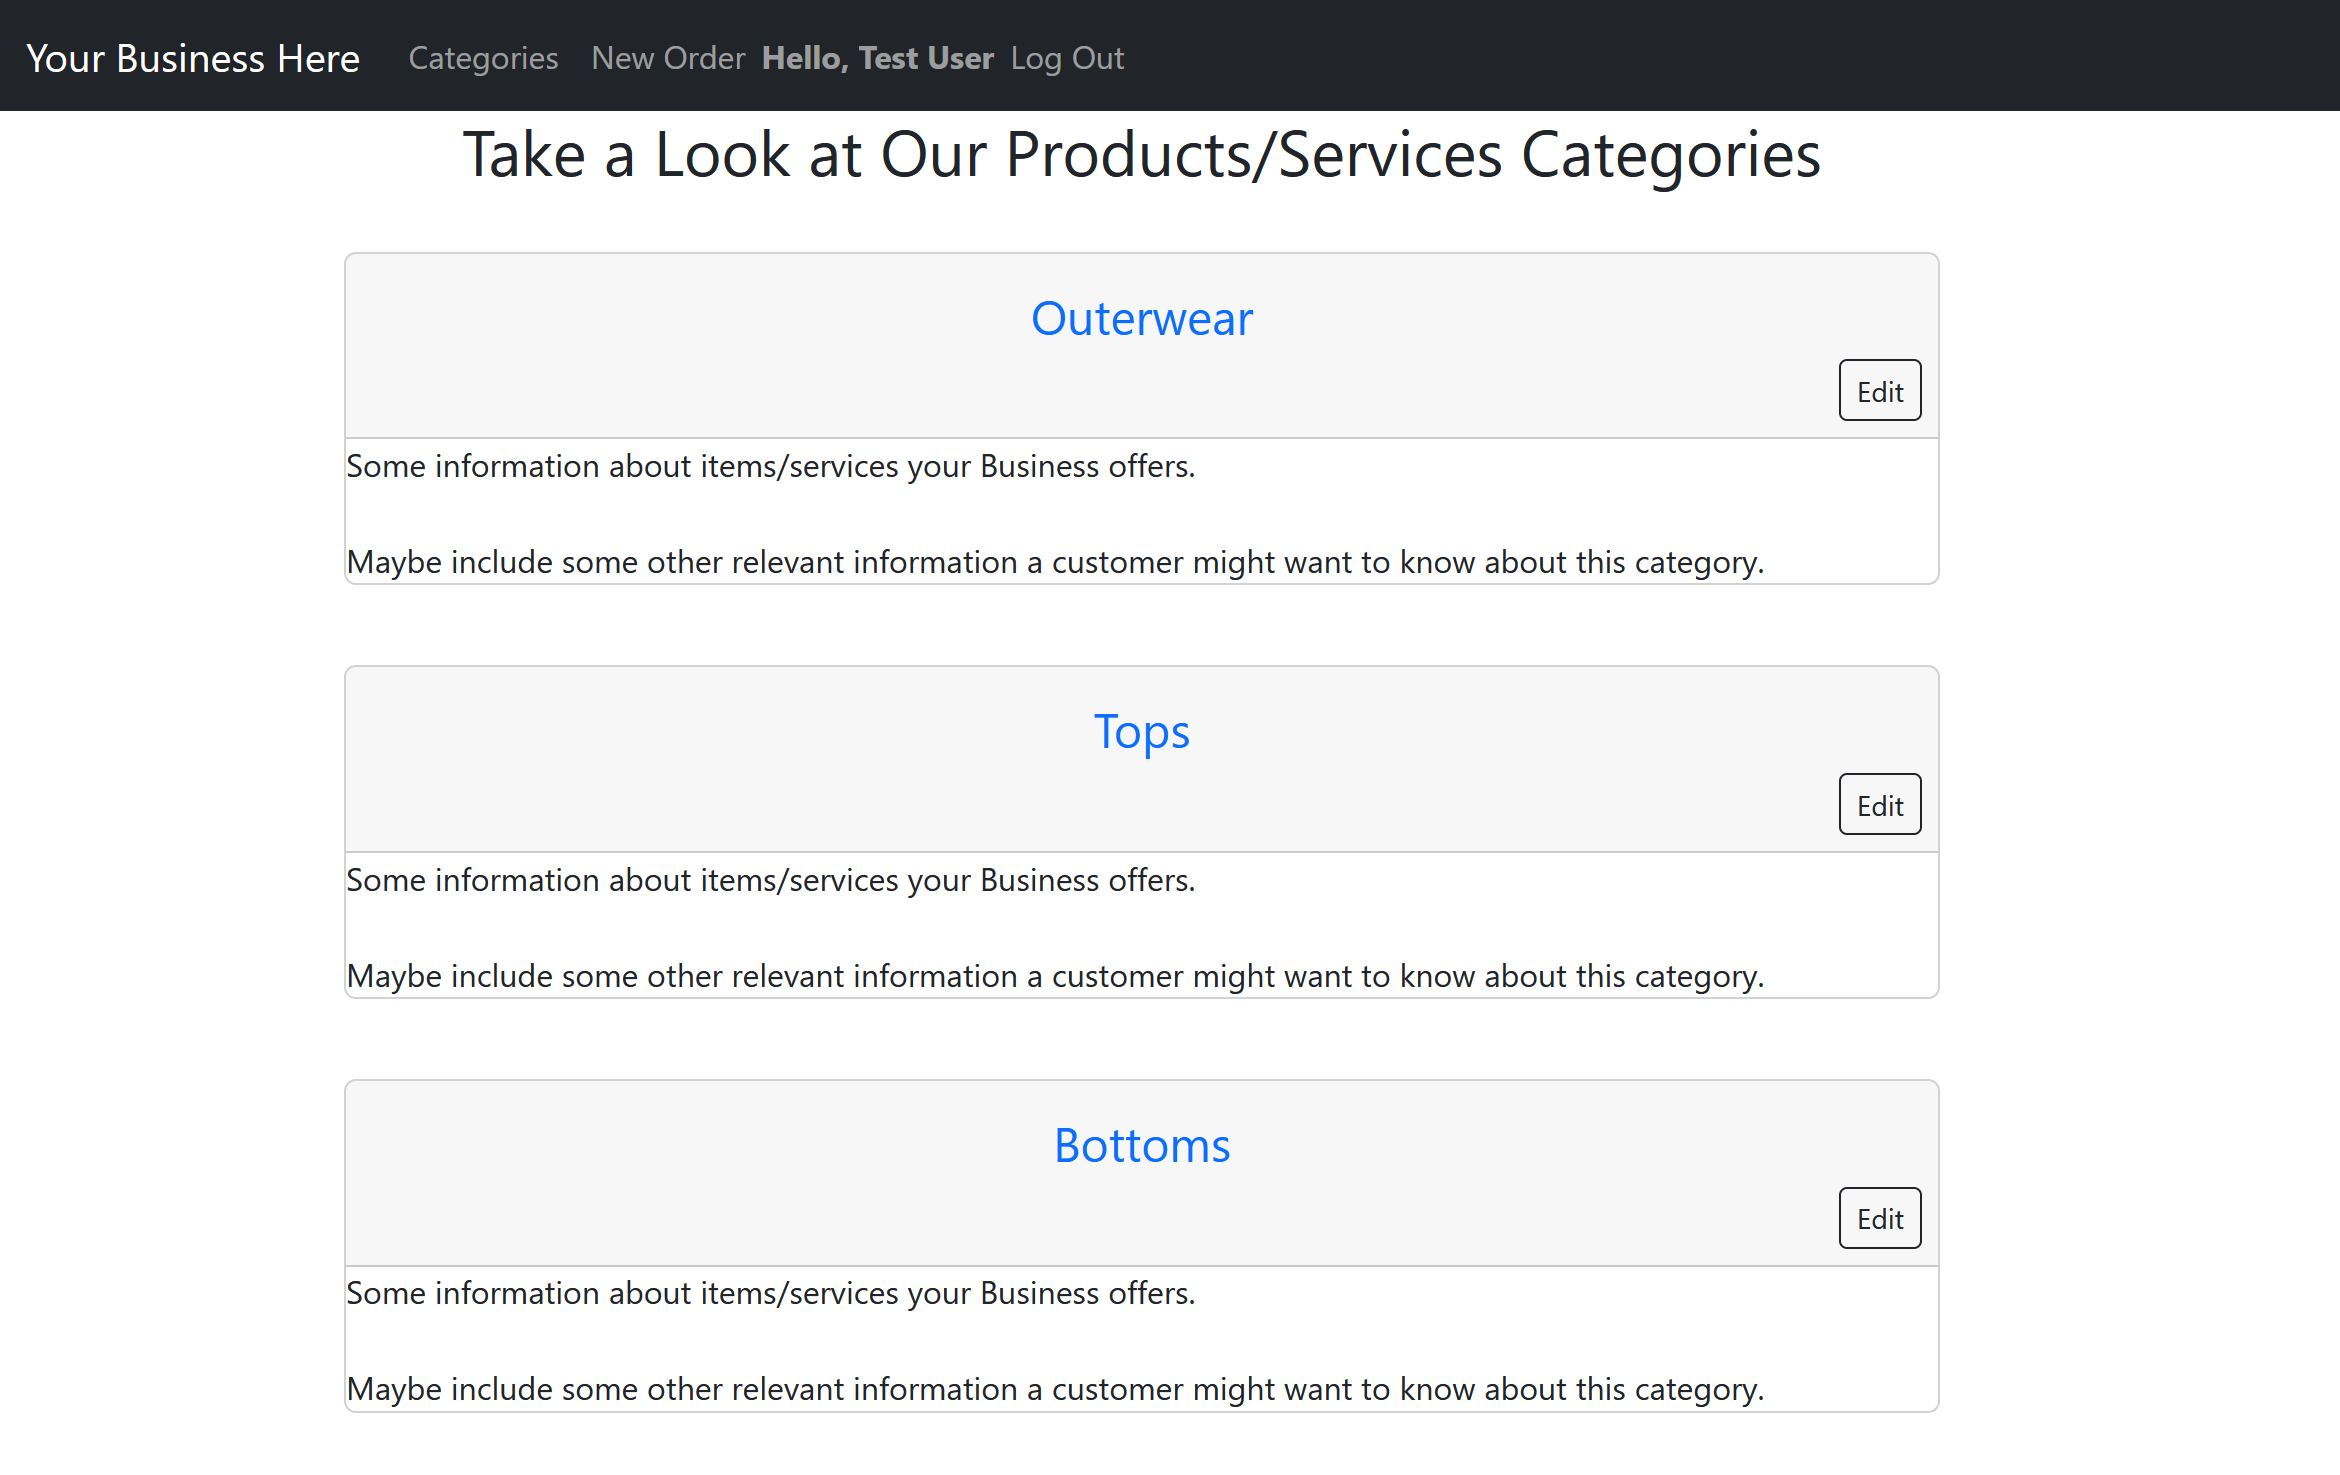 Your Business Here Categories New Order Hello, Test User Log Out
Take a Look at Our Products/Services Categories
Outerwear
Edit
Some information about items/services your Business offers.
Maybe include some other relevant information a customer might want to know about this category.
Tops
Edit
Some information about items/services your Business offers.
Maybe include some other relevant information a customer might want to know about this category.
Bottoms
Edit
Some information about items/services your Business offers.
Maybe include some other relevant information a customer might want to know about this category.